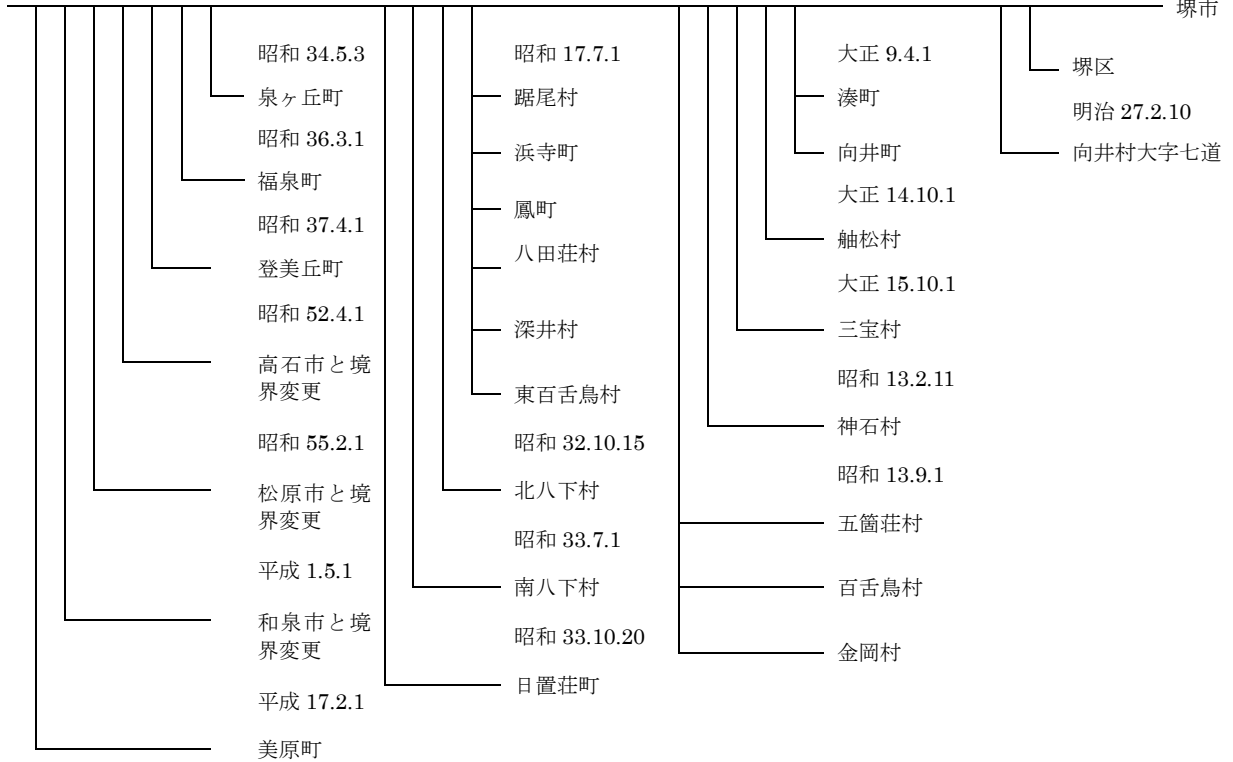 堺市
堺区
明治 27.2.10
向井村大字七道
大正 9.4.1
湊町
向井町
大正 14.10.1
舳松村
大正 15.10.1
三宝村
昭和 13.2.11
神石村
昭和 13.9.1
五箇荘村
百舌鳥村
金岡村
昭和 17.7.1
踞尾村
浜寺町
鳳町
八田荘村
深井村
東百舌鳥村
昭和 32.10.15
北八下村
昭和 33.7.1
南八下村
昭和 33.10.20
日置荘町
昭和 34.5.3
泉ヶ丘町
昭和 36.3.1
福泉町
昭和 37.4.1
登美丘町
昭和 52.4.1
高石市と境
界変更
昭和 55.2.1
松原市と境
界変更
平成 1.5.1
和泉市と境
界変更
平成 17.2.1
美原町